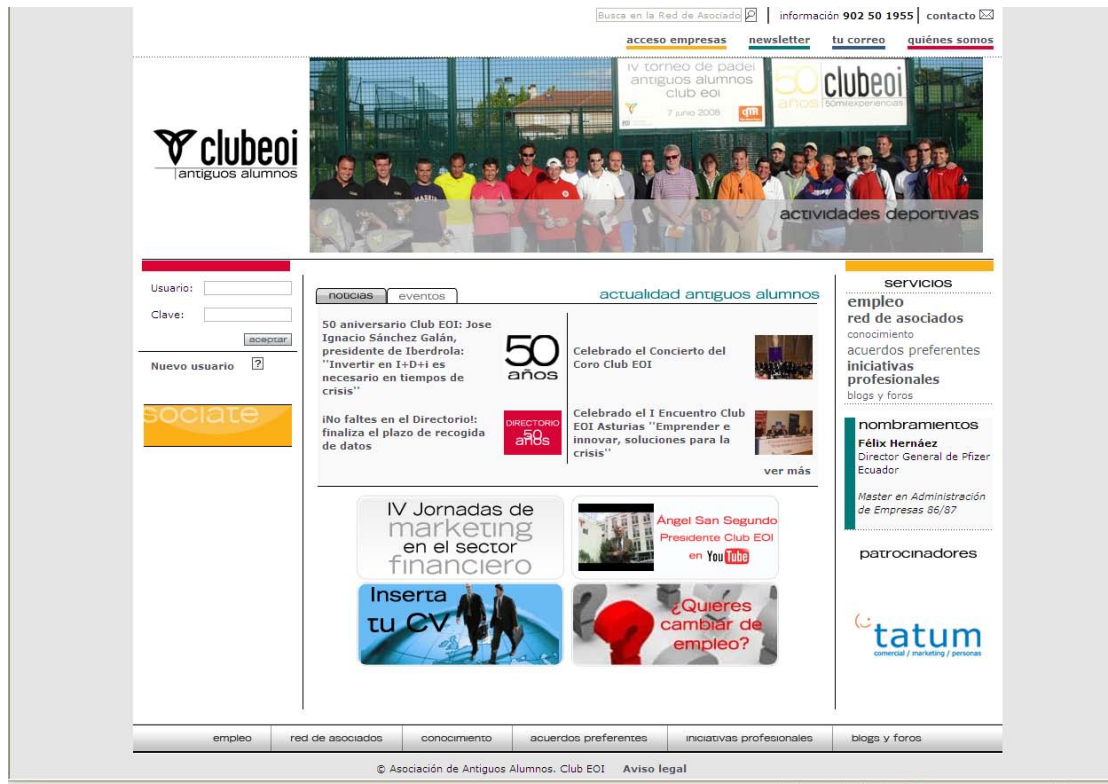 Busca en la Red de Asociado
información 902 50 1955
contacto
acceso empresas
newsletter
tu correo
quiénes somos
clubeoi
antiguos alumnos
IV torneo de padel
antiguos alumnos
club eoi
7 junio 2008
50
años
clubeoi
50milexperiencias
actividades deportivas
Usuario:
Clave:
aceptar
Nuevo usuario ?
sociate
noticias
eventos
actualidad antiguos alumnos
50 aniversario Club EOI: Jose
Ignacio Sánchez Galán,
presidente de Iberdrola:
''Invertir en I+D+i es
necesario en tiempos de
crisis''
50
años
¡No faltes en el Directorio!:
finaliza el plazo de recogida
de datos
DIRECTORIO
50
años
Celebrado el Concierto del
Coro Club EOI
Celebrado el I Encuentro Club
EOI Asturias ''Emprender e
innovar, soluciones para la
crisis''
ver más
IV Jornadas de
marketing
en el sector
financiero
Ángel San Segundo
Presidente Club EOI
en YouTube
Inserta
tu CV
¿Quieres
cambiar de
empleo?
servicios
empleo
red de asociados
conocimiento
acuerdos preferentes
iniciativas
profesionales
blogs y foros
nombramientos
Félix Hernáez
Director General de Pfizer
Ecuador
Master en Administración
de Empresas 86/87
patrocinadores
tatum
comercial / marketing / personas
empleo
red de asociados
conocimiento
acuerdos preferentes
iniciativas profesionales
blogs y foros
© Asociación de Antiguos Alumnos. Club EOI
Aviso legal